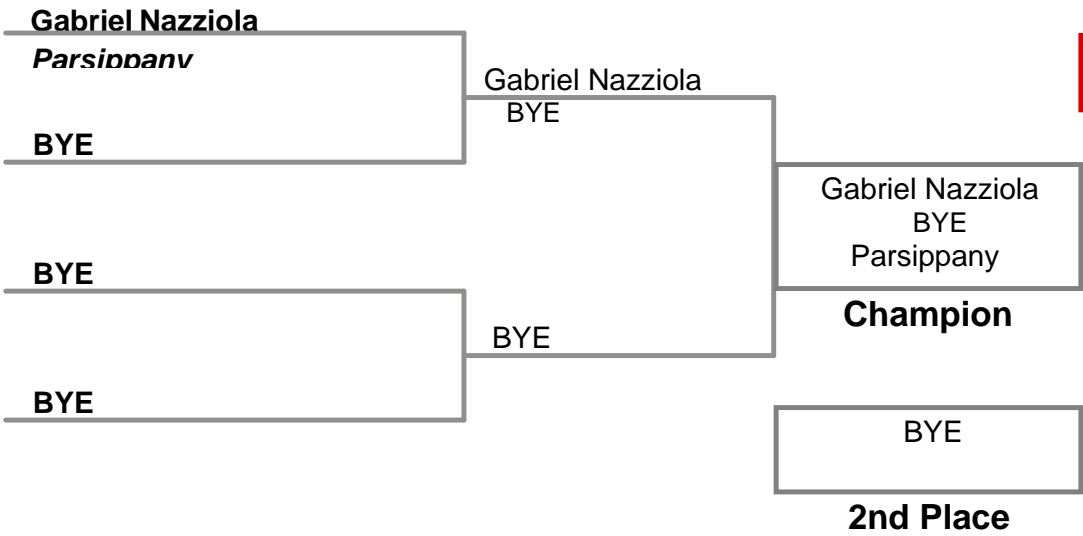 Gabriel Nazziola
Parsippany
BYE
BYE
BYE
Gabriel Nazziola
BYE
BYE
Gabriel Nazziola
BYE
Parsippany
Champion
BYE
2nd Place